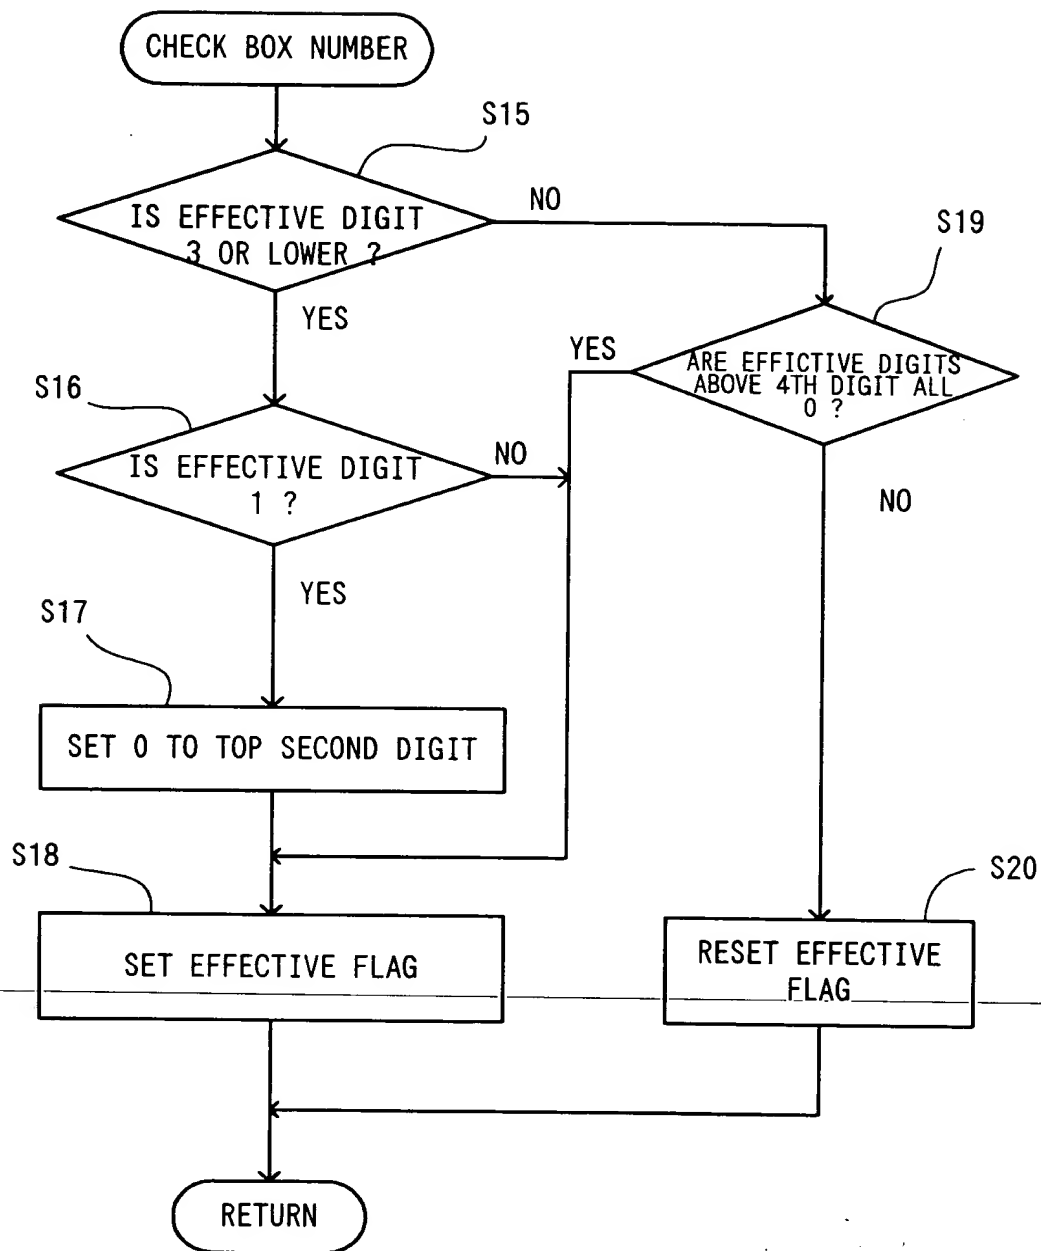 CHECK BOX NUMBER
S15
IS EFFECTIVE DIGIT
3 OR LOWER ?
NO
S19
YES
ARE EFFICTIVE DIGITS
ABOVE 4TH DIGIT ALL
0 ?
YES
S16
IS EFFECTIVE DIGIT
1 ?
NO
NO
YES
S17
SET 0 TO TOP SECOND DIGIT
S18
SET EFFECTIVE FLAG
S20
RESET EFFECTIVE
FLAG
RETURN